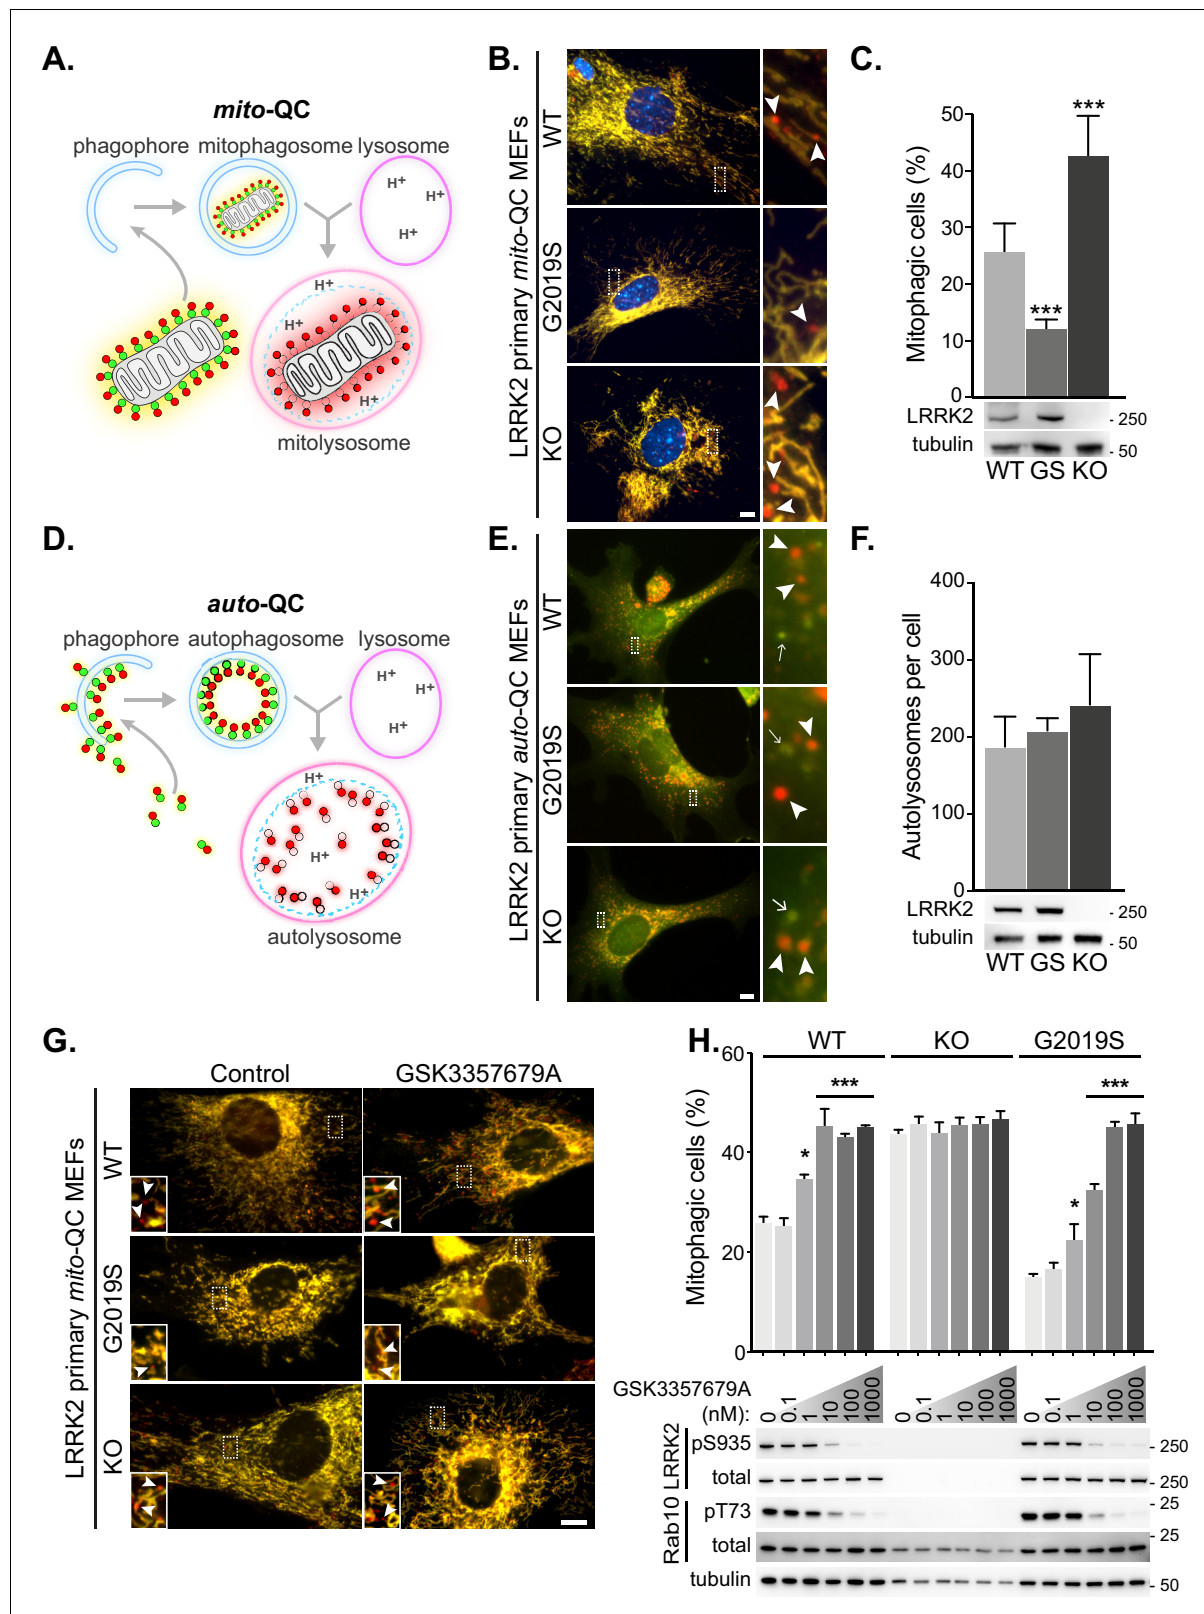 A.
mito-QC
phagophore mitophagosome lysosome
H+
H+
H+
H+
H+
H+
mitolysosome
B.
LRRK2 primary mito-QC MEFs
WT
G2019S
KO
C.
Mitophagic cells (%)
50
40
30
20
10
0
***
***
LRRK2
- 250
tubulin
- 50
WT GS KO
D.
auto-QC
phagophore autophagosome lysosome
H+
H+
H+
H+
H+
H+
autolysosome
E.
LRRK2 primary auto-QC MEFs
WT
G2019S
KO
F.
Autolysosomes per cell
400
300
200
100
0
LRRK2
- 250
tubulin
- 50
WT GS KO
G.
Control GSK3357679A
LRRK2 primary mito-QC MEFs
WT
G2019S
KO
H.
WT KO G2019S
Mitophagic cells (%)
60
40
20
0
* *** * ***
GSK3357679A
(nM):
0 0.1 1 10 100 1000 0 0.1 1 10 100 1000 0 0.1 1 10 100 1000
LRRK2
pS935 - 250
total - 250
Rab10
pT73 - 25
total - 25
tubulin - 50